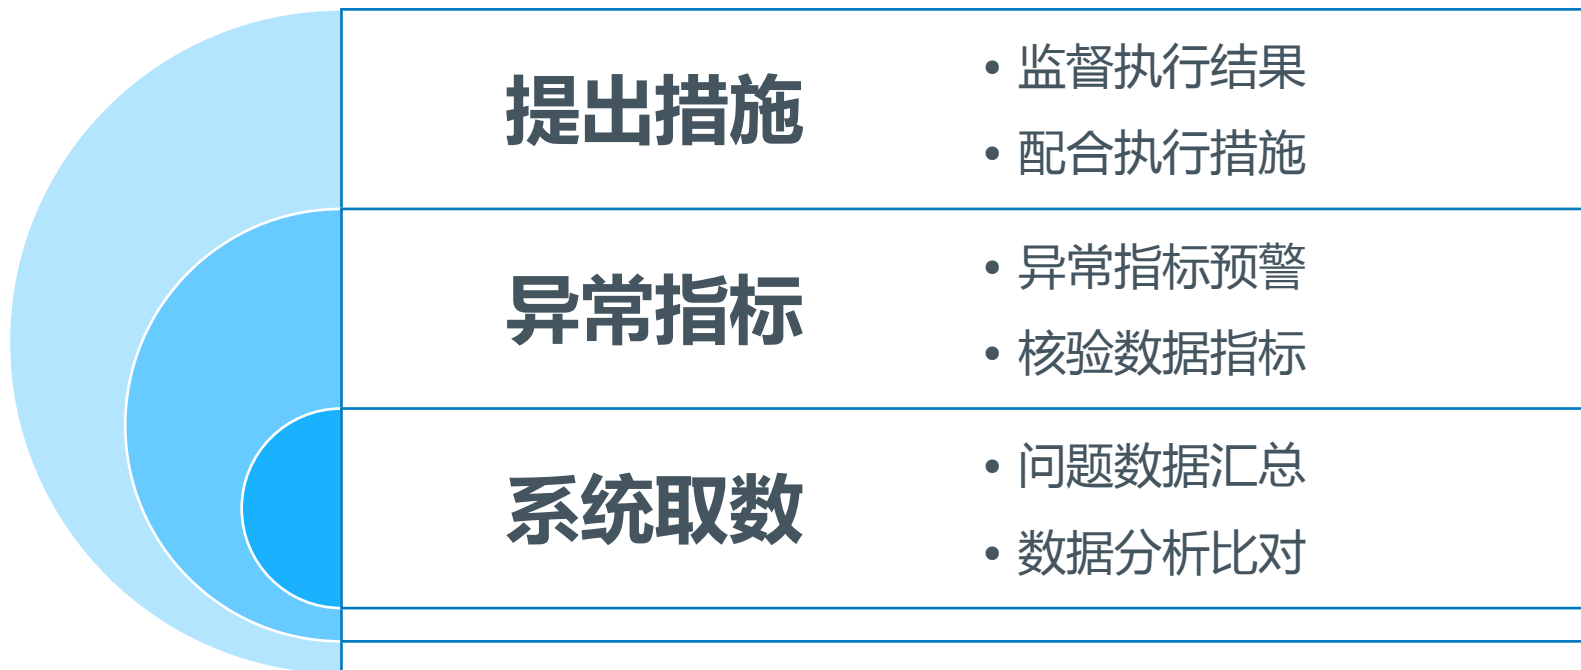 提出措施
• 监督执行结果
• 配合执行措施
异常指标
• 异常指标预警
• 核验数据指标
系统取数
• 问题数据汇总
• 数据分析比对